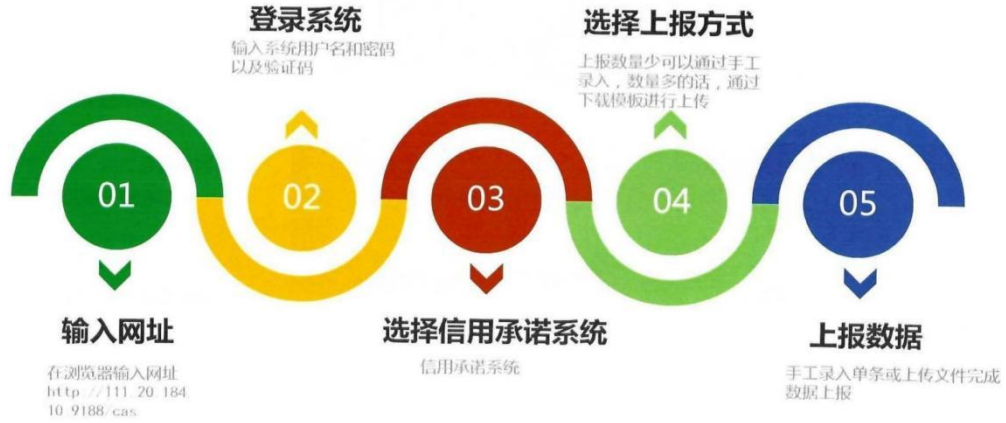 登录系统
输入系统用户名和密码
以及验证码
选择上报方式
上报数量少可以通过手工
录入，数量多的话，通过
下载模板进行上传
01
02
03
04
05
输入网址
在浏览器输入网址
http://111.20.184
10 9188/cas
选择信用承诺系统
信用承诺系统
上报数据
手工录入单条或上传文件完成
数据上报